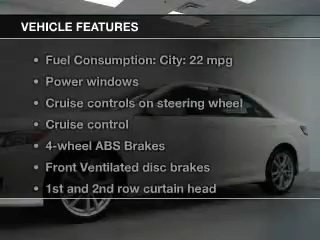 VEHICLE FEATURES
• Fuel Consumption: City: 22 mpg
• Power windows
• Cruise controls on steering wheel
• Cruise control
• 4-wheel ABS Brakes
• Front Ventilated disc brakes
• 1st and 2nd row curtain head